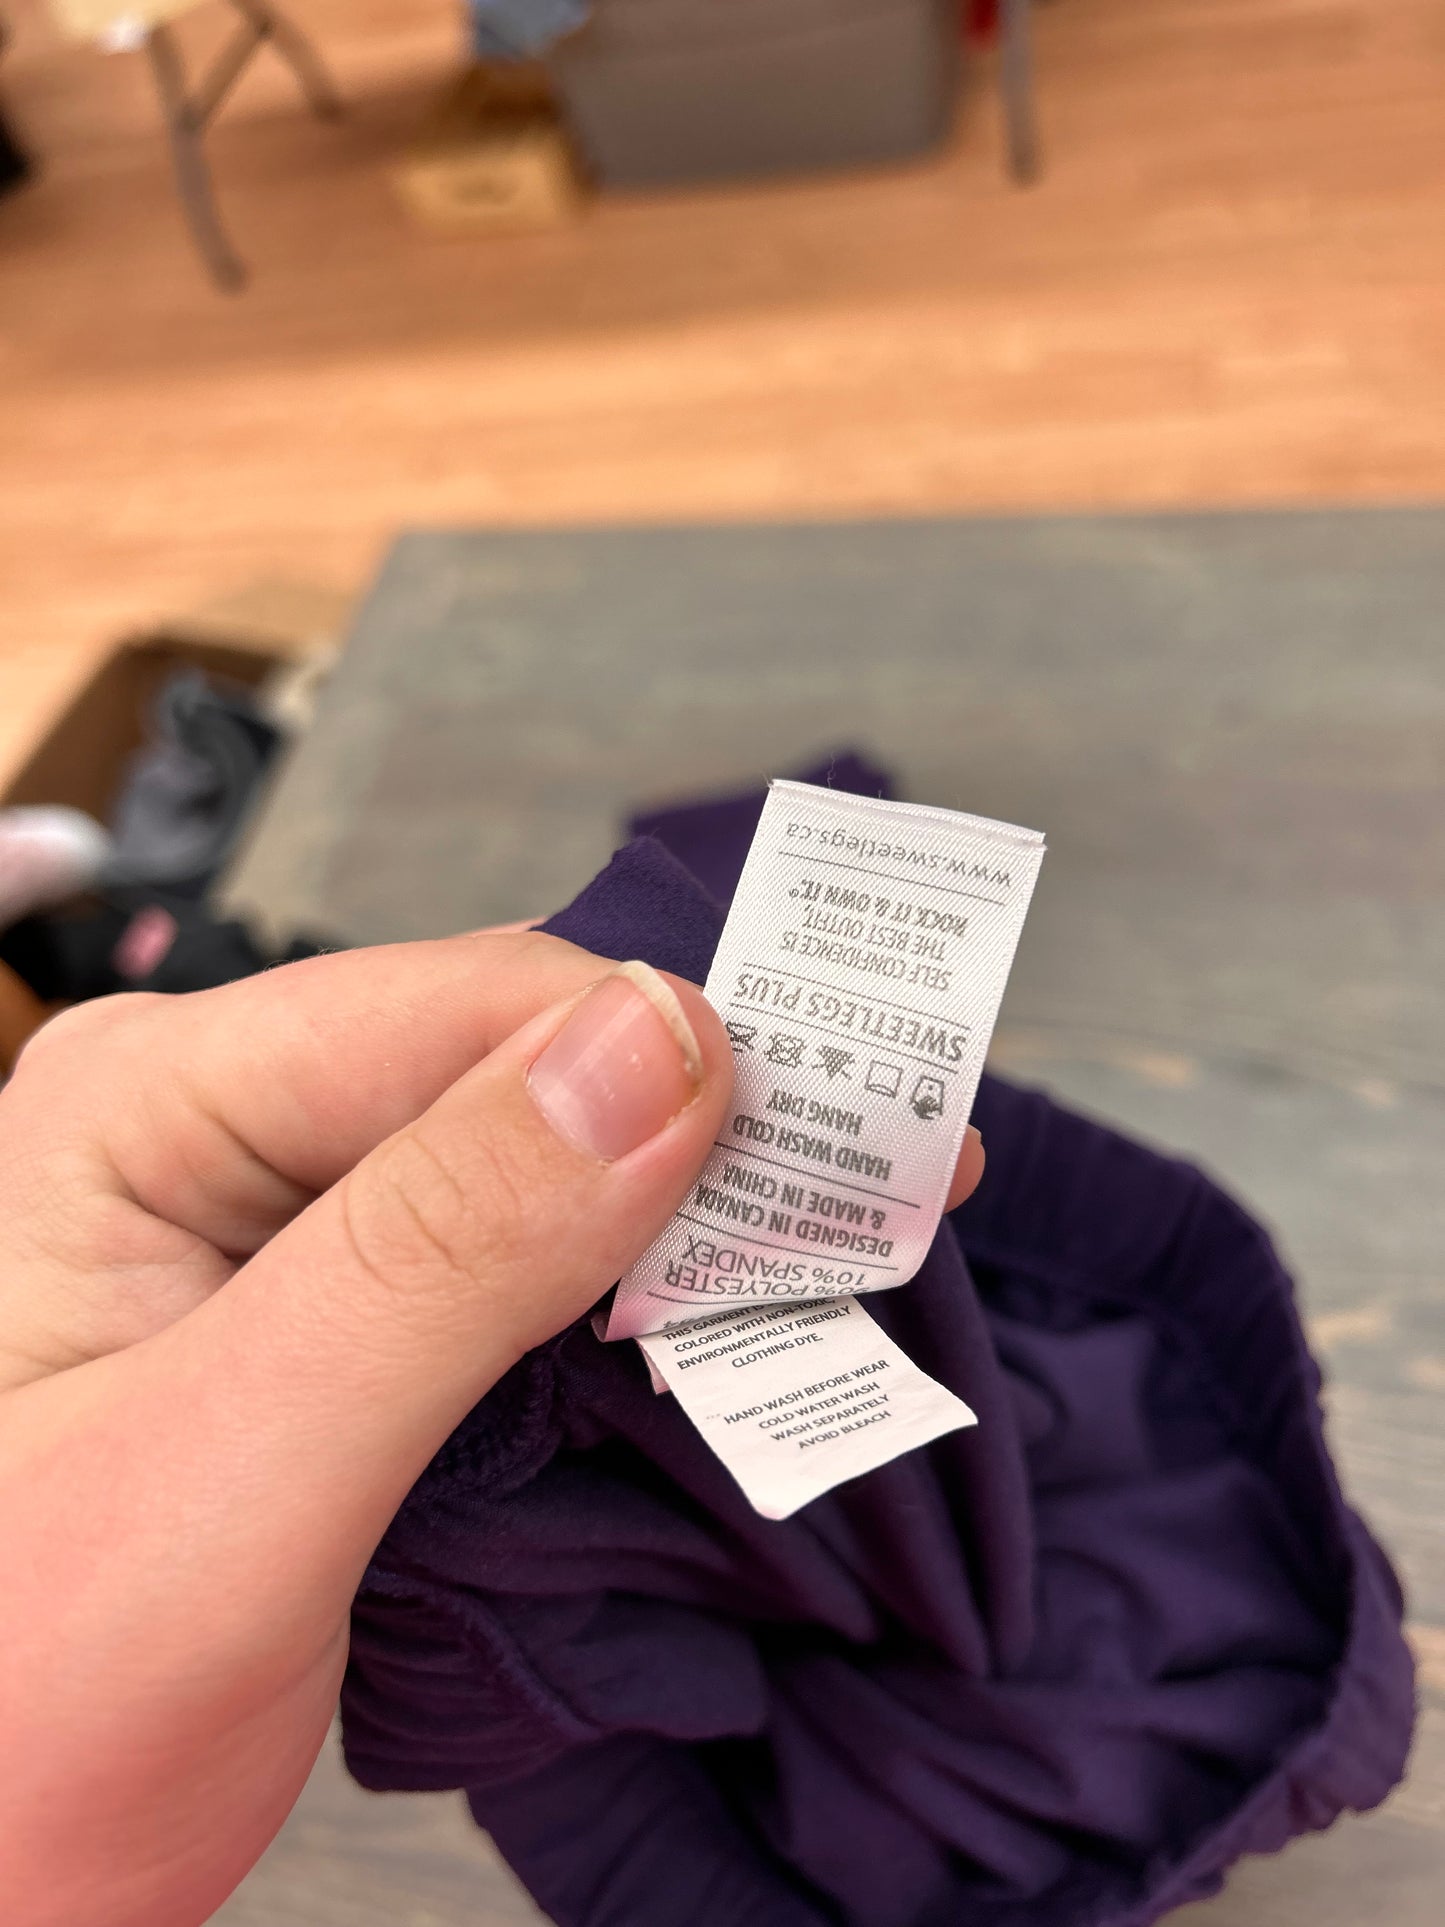 www.sweetlegs.ca
ROCK IT & OWN IT.®
THE BEST OUTFIT,
SELF CONFIDENCE IS
SWEETLEGS PLUS
HANG DRY
HAND WASH COLD
& MADE IN CHINA
DESIGNED IN CANADA
10% SPANDEX
POLYESTER
THIS GARMENT
COLORED WITH NON-TOXIC,
ENVIRONMENTALLY FRIENDLY
CLOTHING DYE.
HAND WASH BEFORE WEAR
COLD WATER WASH
WASH SEPARATELY
AVOID BLEACH